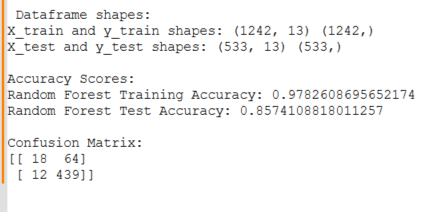 Dataframe shapes:
X_train and y_train shapes: (1242, 13) (1242,)
X_test and y_test shapes: (533, 13) (533,)
Accuracy Scores:
Random Forest Training Accuracy: 0.9782608695652174
Random Forest Test Accuracy: 0.8574108818011257
Confusion Matrix:
[[ 18  64]
 [ 12 439]]